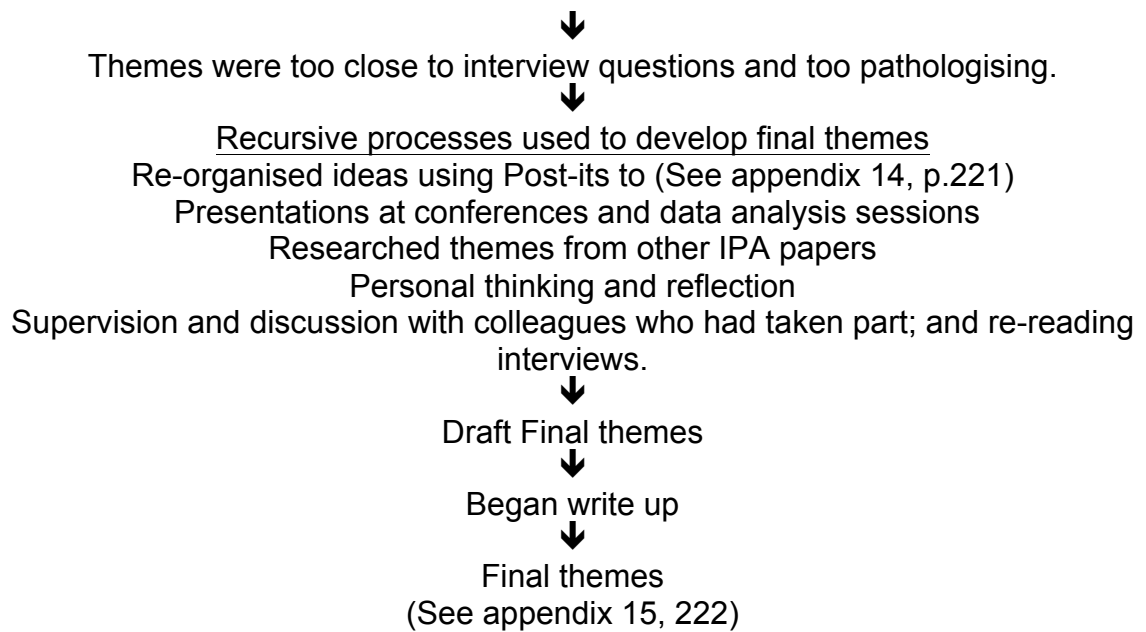 Themes were too close to interview questions and too pathologising.
Recursive processes used to develop final themes
Re-organised ideas using Post-its to (See appendix 14, p.221)
Presentations at conferences and data analysis sessions
Researched themes from other IPA papers
Personal thinking and reflection
Supervision and discussion with colleagues who had taken part; and re-reading
interviews.
Draft Final themes
Began write up
Final themes
(See appendix 15, 222)